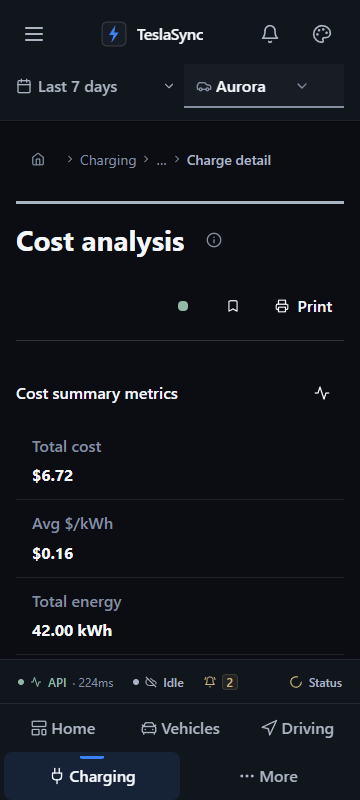 TeslaSync
Last 7 days
Aurora
Charging
...
Charge detail
Cost analysis
Print
Cost summary metrics
Total cost
$6.72
Avg $/kWh
$0.16
Total energy
42.00 kWh
API · 224ms
Idle
2
Status
Home
Vehicles
Driving
Charging
More